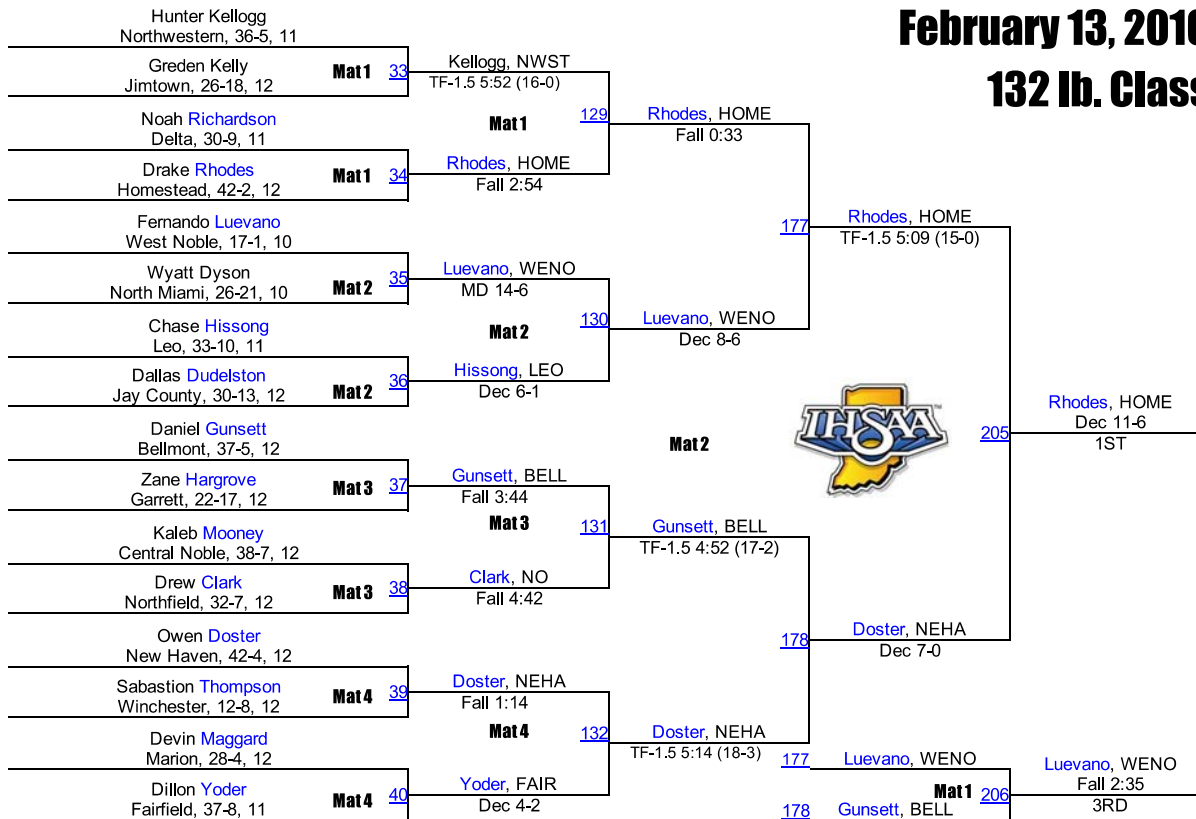 February 13, 2016
132 lb. Class
Hunter Kellogg
Northwestern, 36-5, 11
Greden Kelly
Jimtown, 26-18, 12
Mat 1
33
Kellogg, NWST
TF-1.5 5:52 (16-0)
Noah Richardson
Delta, 30-9, 11
Drake Rhodes
Homestead, 42-2, 12
Mat 1
34
Rhodes, HOME
Fall 2:54
Mat 1
129
Rhodes, HOME
Fall 0:33
Fernando Luevano
West Noble, 17-1, 10
Wyatt Dyson
North Miami, 26-21, 10
Mat 2
35
Luevano, WENO
MD 14-6
Chase Hissong
Leo, 33-10, 11
Dallas Dudelston
Jay County, 30-13, 12
Mat 2
36
Hissong, LEO
Dec 6-1
Mat 2
130
Luevano, WENO
Dec 8-6
177
Rhodes, HOME
TF-1.5 5:09 (15-0)
Daniel Gunsett
Bellmont, 37-5, 12
Zane Hargrove
Garrett, 22-17, 12
Mat 3
37
Gunsett, BELL
Fall 3:44
Kaleb Mooney
Central Noble, 38-7, 12
Drew Clark
Northfield, 32-7, 12
Mat 3
38
Clark, NO
Fall 4:42
Mat 3
131
Gunsett, BELL
TF-1.5 4:52 (17-2)
Owen Doster
New Haven, 42-4, 12
Sabastion Thompson
Winchester, 12-8, 12
Mat 4
39
Doster, NEHA
Fall 1:14
Devin Maggard
Marion, 28-4, 12
Dillon Yoder
Fairfield, 37-8, 11
Mat 4
40
Yoder, FAIR
Dec 4-2
Mat 4
132
Doster, NEHA
TF-1.5 5:14 (18-3)
178
Doster, NEHA
Dec 7-0
Mat 2
IHSAA
205
Rhodes, HOME
Dec 11-6
1ST
177
Luevano, WENO
178
Gunsett, BELL
Mat 1
206
Luevano, WENO
Fall 2:35
3RD